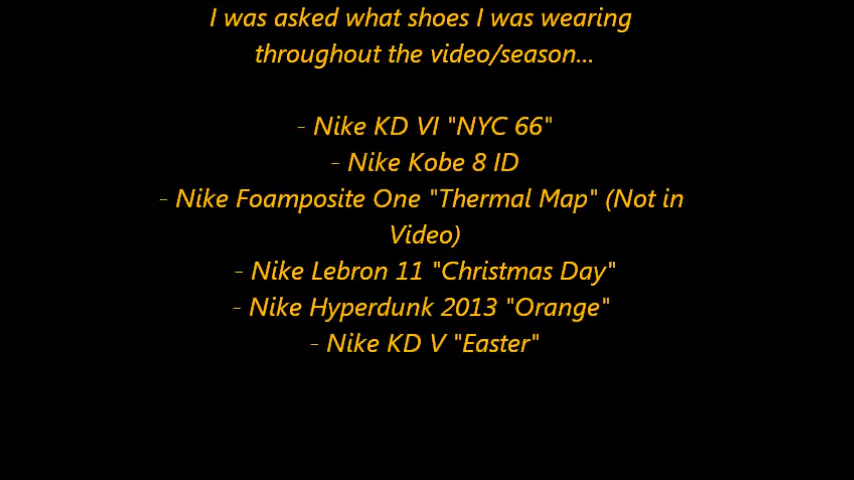 I was asked what shoes I was wearing
throughout the video/season...
- Nike KD VI "NYC 66"
- Nike Kobe 8 ID
- Nike Foamposite One "Thermal Map" (Not in
Video)
- Nike Lebron 11 "Christmas Day"
- Nike Hyperdunk 2013 "Orange"
- Nike KD V "Easter"